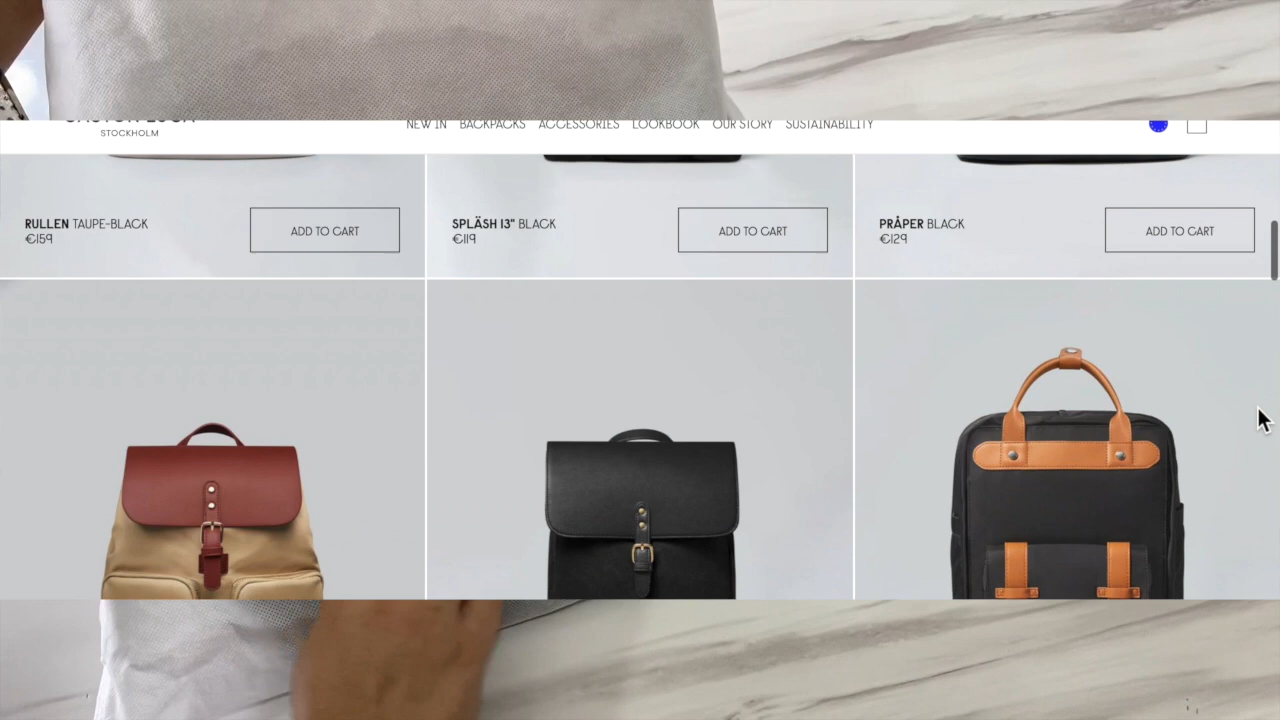 STOCKHOLM
NEW IN BACKPACKS ACCESSORIES LOOKBOOK OUR STORY SUSTAINABILITY
RULLEN TAUPE-BLACK
€159
ADD TO CART
SPLÄSH 13" BLACK
€119
ADD TO CART
PRÅPER BLACK
€129
ADD TO CART